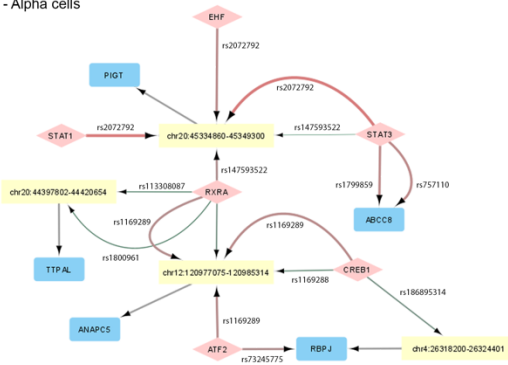 - Alpha cells
EHF
rs2072792
PIGT
rs2072792
STAT1
rs2072792
chr20:45334860-45349300
rs147593522
STAT3
rs147593522
rs113308087
RXRA
rs1799859
rs757110
chr20:44397802-44420654
rs1169289
rs1169289
ABCC8
rs1800961
TTPAL
chr12:120977075-120985314
rs1169288
CREB1
rs186895314
ANAPC5
rs1169289
ATF2
RBPJ
chr4:26318200-26324401
rs73245775